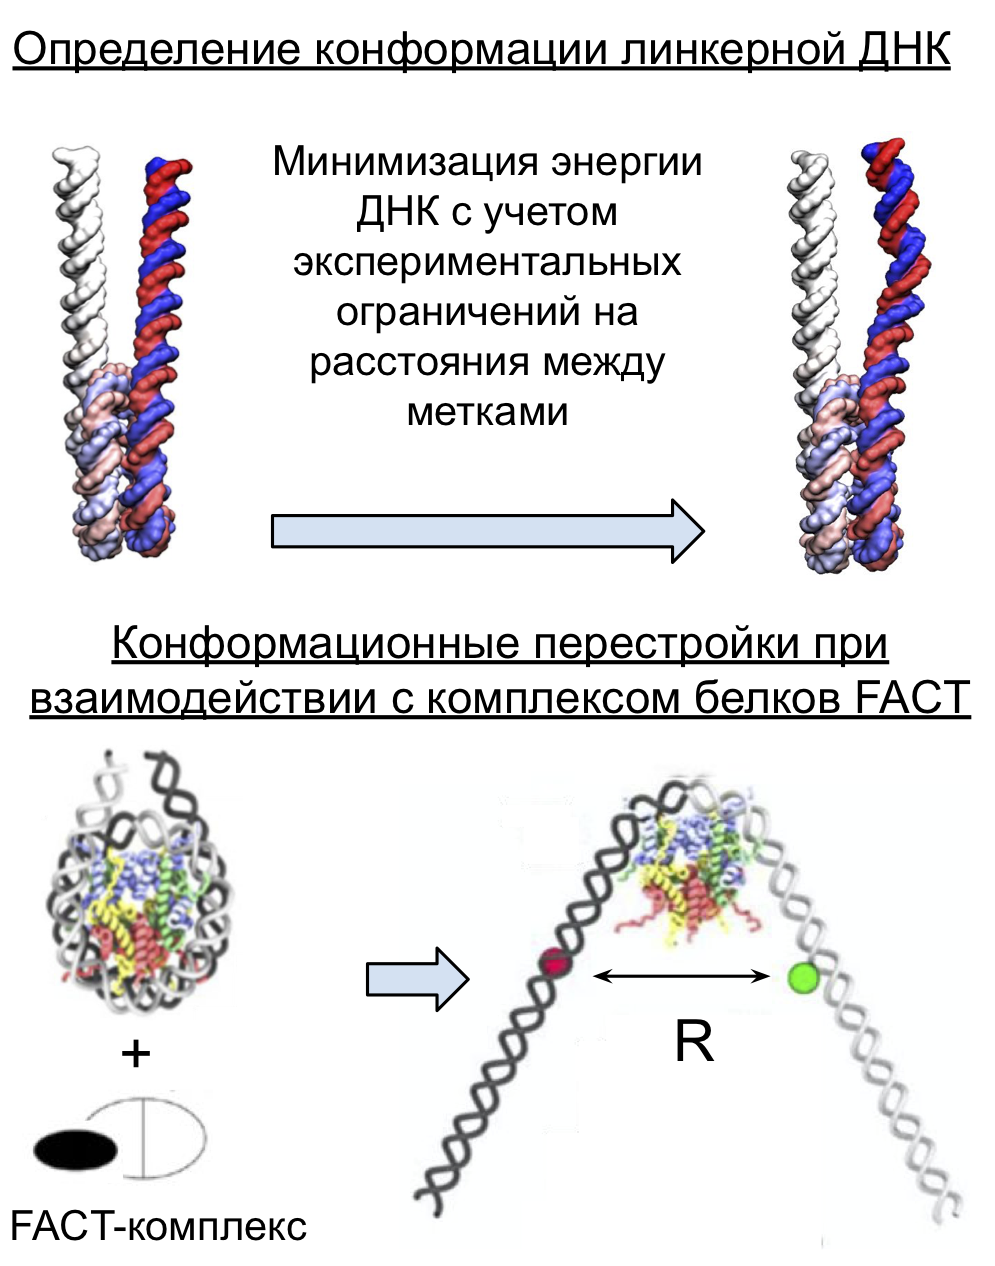 Определение конформации линкерной ДНК
Минимизация энергии
ДНК с учетом
экспериментальных
ограничений на
расстояния между
метками
Конформационные перестройки при
взаимодействии с комплексом белков FACT
+
R
FACT-комплекс